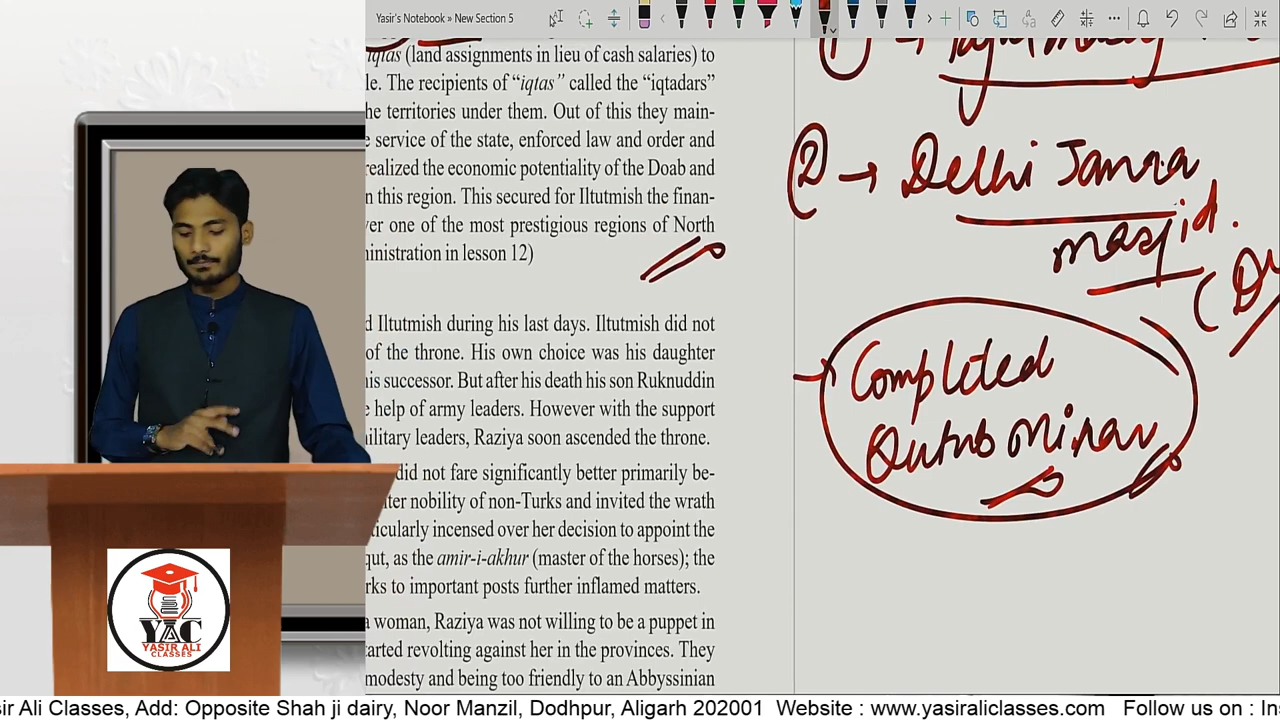 Yasir's Notebook » New Section 5
iqtas (land assignments in lieu of cash salaries) to
le. The recipients of "iqtas" called the "iqtadars"
he territories under them. Out of this they main-
e service of the state, enforced law and order and
realized the economic potentiality of the Doab and
n this region. This secured for Iltutmish the finan-
ver one of the most prestigious regions of North
ministration in lesson 12)
d Iltutmish during his last days. Iltutmish did not
of the throne. His own choice was his daughter
his successor. But after his death his son Ruknuddin
e help of army leaders. However with the support
military leaders, Raziya soon ascended the throne.
did not fare significantly better primarily be-
nter nobility of non-Turks and invited the wrath
ticularly incensed over her decision to appoint the
qut, as the amir-i-akhur (master of the horses); the
rks to important posts further inflamed matters.
a woman, Raziya was not willing to be a puppet in
tarted revolting against her in the provinces. They
modesty and being too friendly to an Abbyssinian
① →
② → Delhi Jama
masjid.
→ Completed
Qutub Minar
YAC
YASIR ALI
CLASSES
sir Ali Classes, Add: Opposite Shah ji dairy, Noor Manzil, Dodhpur, Aligarh 202001 Website : www.yasiraliclasses.com Follow us on : Ins